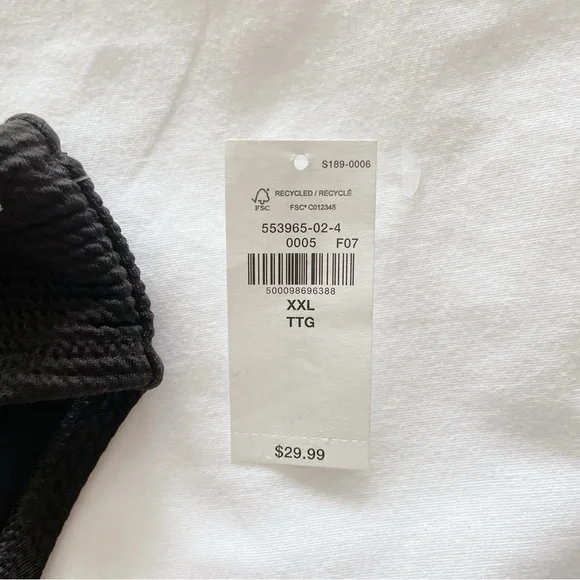 S189-0006
RECYCLED / RECYCLÉ
FSC
FSC® C012345
553965-02-4
0005 F07
500098696388
XXL
TTG
$29.99